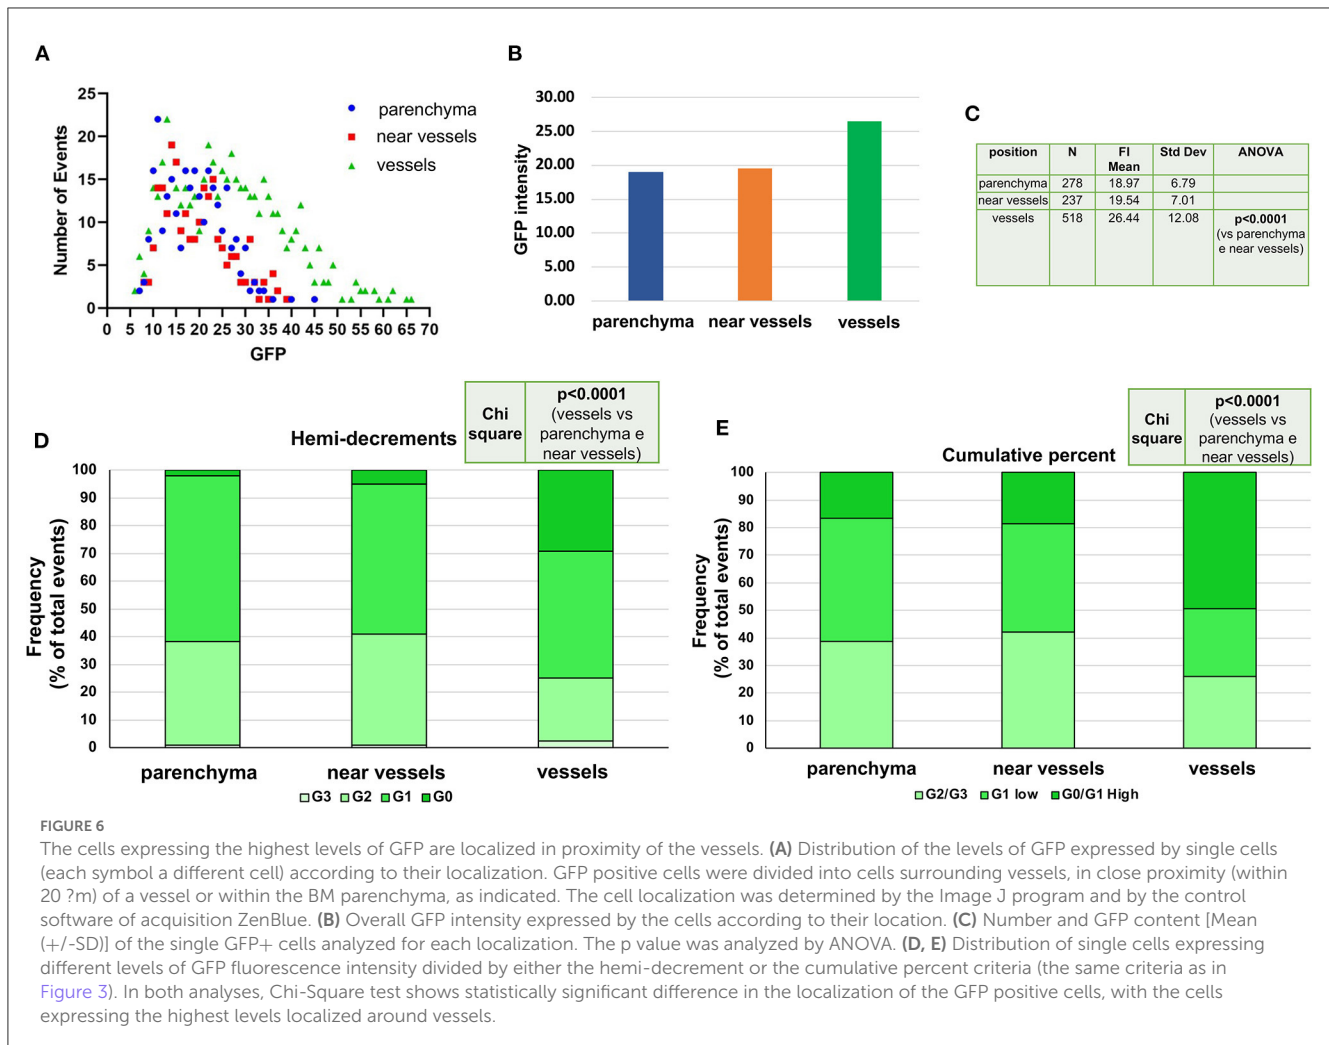 A
25
20
15
10
5
0
Number of Events
0 5 10 15 20 25 30 35 40 45 50 55 60 65 70
GFP
parenchyma
near vessels
vessels
B
30.00
25.00
20.00
15.00
10.00
5.00
0.00
GFP intensity
parenchyma near vessels vessels
C
position N FI Mean Std Dev ANOVA
parenchyma 278 18.97 6.79
near vessels 237 19.54 7.01
vessels 518 26.44 12.08 p<0.0001
(vs parenchyma
e near vessels)
D
Hemi-decrements
Chi square
p<0.0001
(vessels vs
parenchyma e
near vessels)
100
90
80
70
60
50
40
30
20
10
0
Frequency
(% of total events)
parenchyma near vessels vessels
G3 G2 G1 G0
E
Cumulative percent
Chi square
p<0.0001
(vessels vs
parenchyma e
near vessels)
100
90
80
70
60
50
40
30
20
10
0
Frequency
(% of total events)
parenchyma near vessels vessels
G2/G3 G1 low G0/G1 High
FIGURE 6
The cells expressing the highest levels of GFP are localized in proximity of the vessels. (A) Distribution of the levels of GFP expressed by single cells
(each symbol a different cell) according to their localization. GFP positive cells were divided into cells surrounding vessels, in close proximity (within
20 ?m) of a vessel or within the BM parenchyma, as indicated. The cell localization was determined by the Image J program and by the control
software of acquisition ZenBlue. (B) Overall GFP intensity expressed by the cells according to their location. (C) Number and GFP content [Mean
(+/-SD)] of the single GFP+ cells analyzed for each localization. The p value was analyzed by ANOVA. (D, E) Distribution of single cells expressing
different levels of GFP fluorescence intensity divided by either the hemi-decrement or the cumulative percent criteria (the same criteria as in
Figure 3). In both analyses, Chi-Square test shows statistically significant difference in the localization of the GFP positive cells, with the cells
expressing the highest levels localized around vessels.